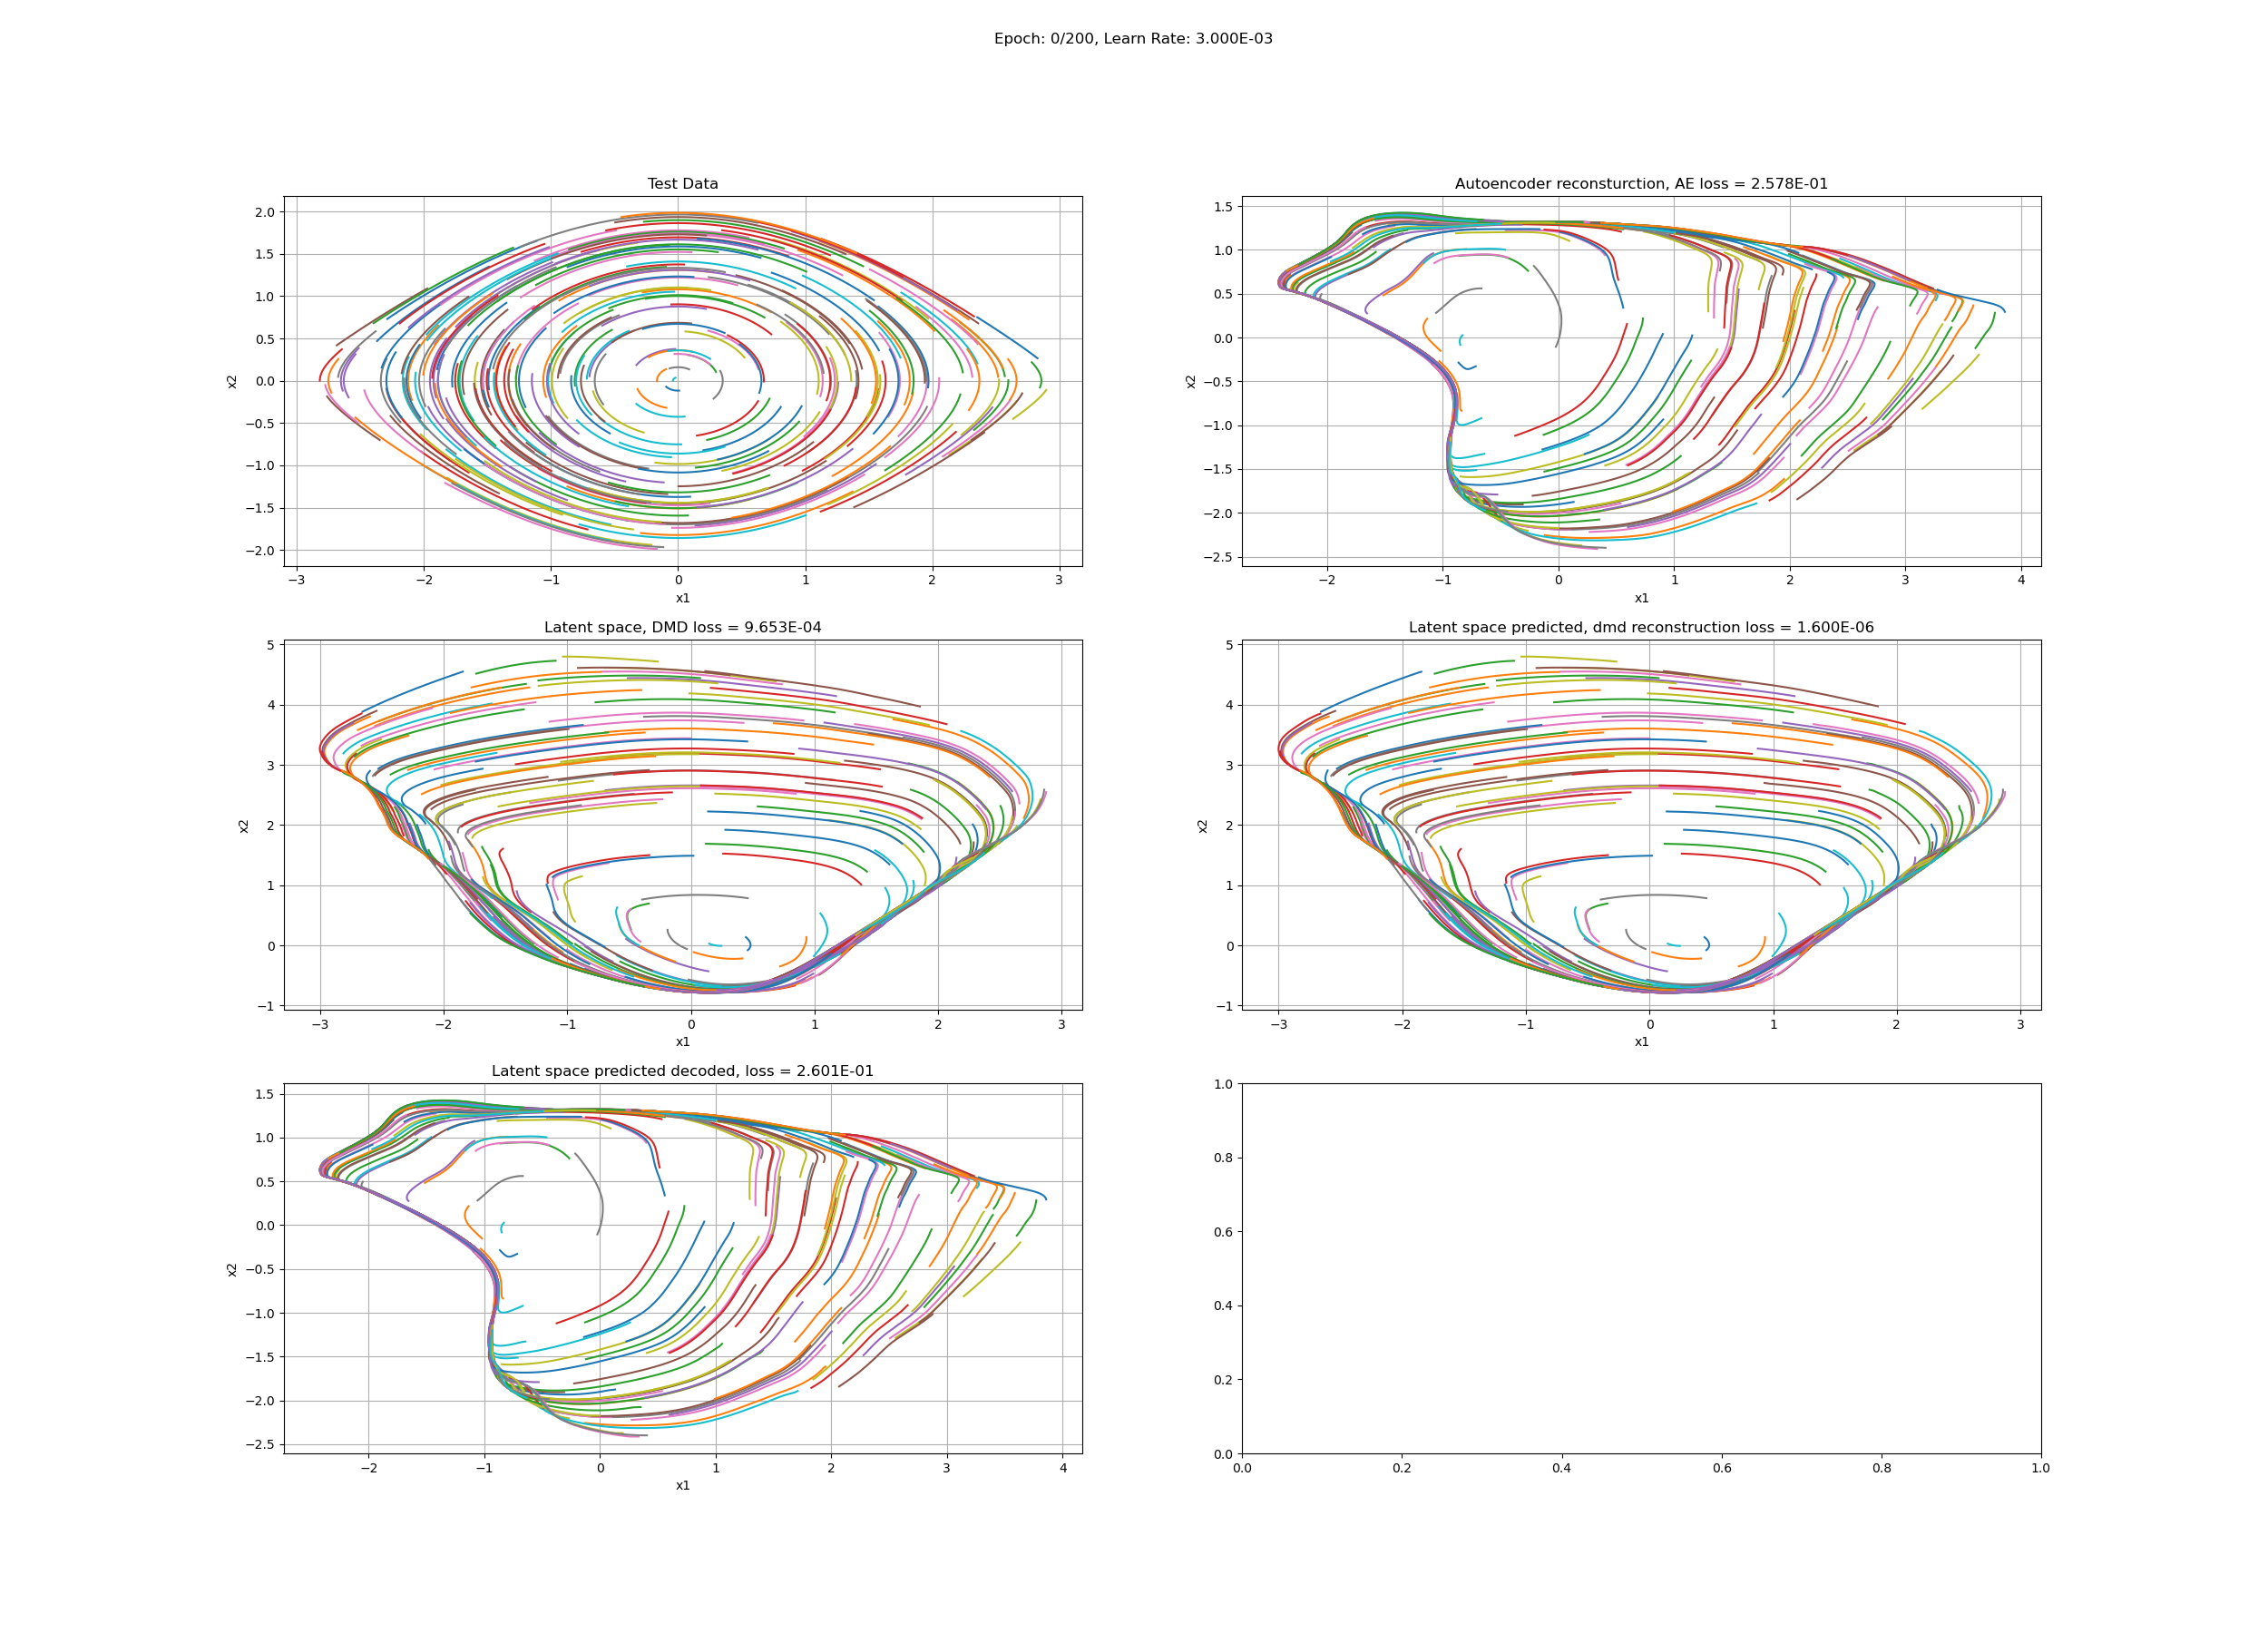 Epoch: 0/200, Learn Rate: 3.000E-03
Test Data
2.0
1.5
1.0
0.5
0.0
−0.5
−1.0
−1.5
−2.0
x2
−3 −2 −1 0 1 2 3
x1
Autoencoder reconsturction, AE loss = 2.578E-01
1.5
1.0
0.5
0.0
−0.5
−1.0
−1.5
−2.0
−2.5
x2
−2 −1 0 1 2 3 4
x1
Latent space, DMD loss = 9.653E-04
5
4
3
2
1
0
−1
x2
−3 −2 −1 0 1 2 3
x1
Latent space predicted, dmd reconstruction loss = 1.600E-06
5
4
3
2
1
0
−1
x2
−3 −2 −1 0 1 2 3
x1
Latent space predicted decoded, loss = 2.601E-01
1.5
1.0
0.5
0.0
−0.5
−1.0
−1.5
−2.0
−2.5
x2
−2 −1 0 1 2 3 4
x1
1.0
0.8
0.6
0.4
0.2
0.0
0.0 0.2 0.4 0.6 0.8 1.0